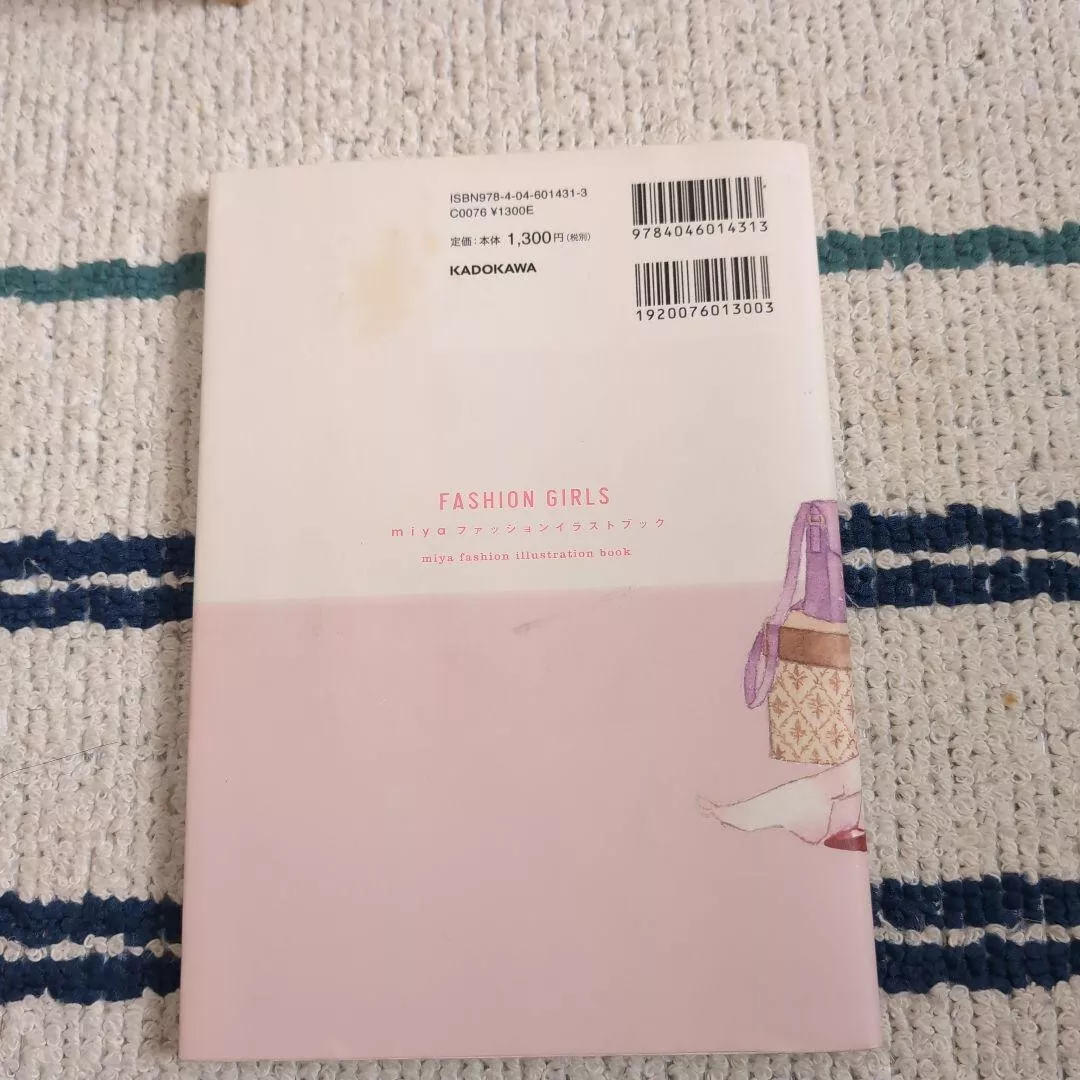 ISBN978-4-04-601431-3
C0076 ¥1300E
定価：本体 1,300円（税別）
KADOKAWA
9784046014313
1920076013003
FASHION GIRLS
miya ファッションイラストブック
miya fashion illustration book